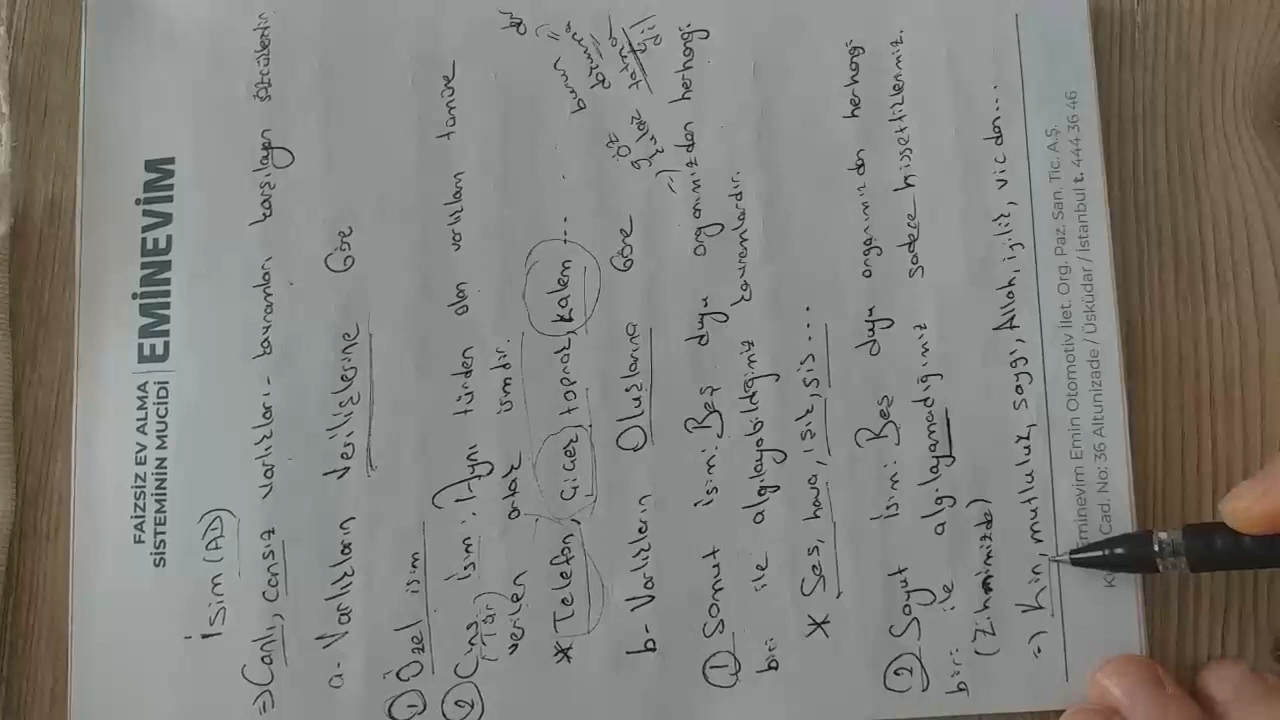 FAİZSİZ EV ALMA
SİSTEMİNİN MUCİDİ
EMİNEVİM
İsim (AD)
⇒ Canlı, cansız varlıkları - kavramları karşılayan sözcüklerdir.
a- Varlıkların Verilişlerine Göre
① Özel isim
② Cins isim: Aynı türden olan varlıkların tümüne
(Tür)
verilen ortak isimdir.
* Telefon, Çiçek, toprak, kalem ...
b- Varlıkların Oluşlarına Göre
① Somut isim: Beş duyu organımızdan herhangi
biri ile algılayabildiğimiz kavramlardır.
* Ses, hava, ışık, sis...
② Soyut isim: Beş duyu organımızdan herhangi
biri ile algılayamadığımız sadece hissettiklerimiz.
(Zihnimizde)
⇒ Kin, mutluluk, saygı, Allah, iyilik, vicdan...
Eminevim Emin Otomotiv İlet. Org. Paz. San. Tic. A.Ş.
Cad. No: 36 Altunizade / Üsküdar / İstanbul t. 444 36 46